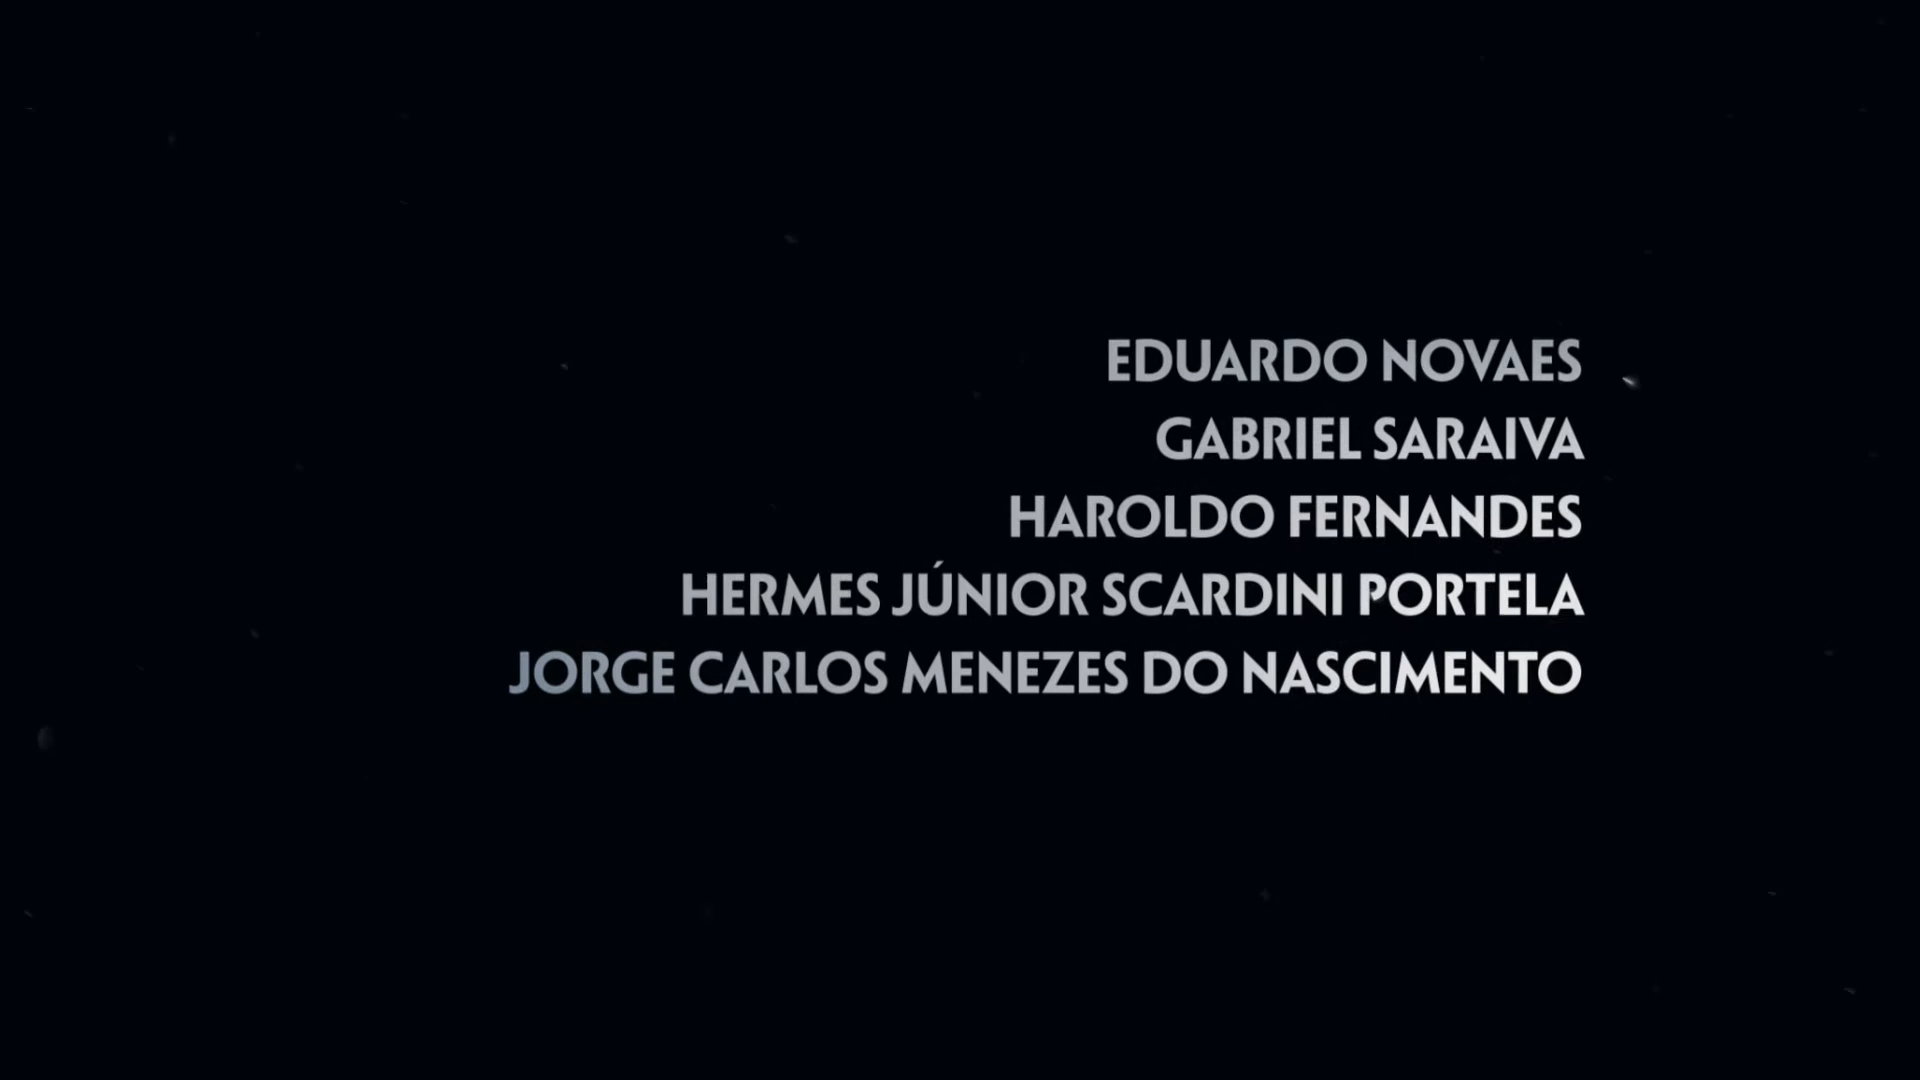 EDUARDO NOVAES
GABRIEL SARAIVA
HAROLDO FERNANDES
HERMES JÚNIOR SCARDINI PORTELA
JORGE CARLOS MENEZES DO NASCIMENTO